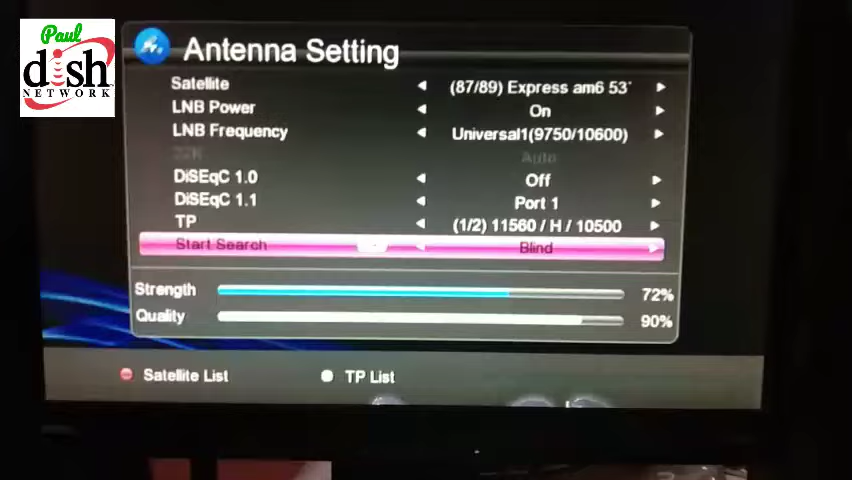 Paul
dish
NETWORK
Antenna Setting
Satellite (87/89) Express am6 53°
LNB Power On
LNB Frequency Universal1(9750/10600)
22K Auto
DiSEqC 1.0 Off
DiSEqC 1.1 Port 1
TP (1/2) 11560 / H / 10500
Start Search Blind
Strength 72%
Quality 90%
Satellite List TP List